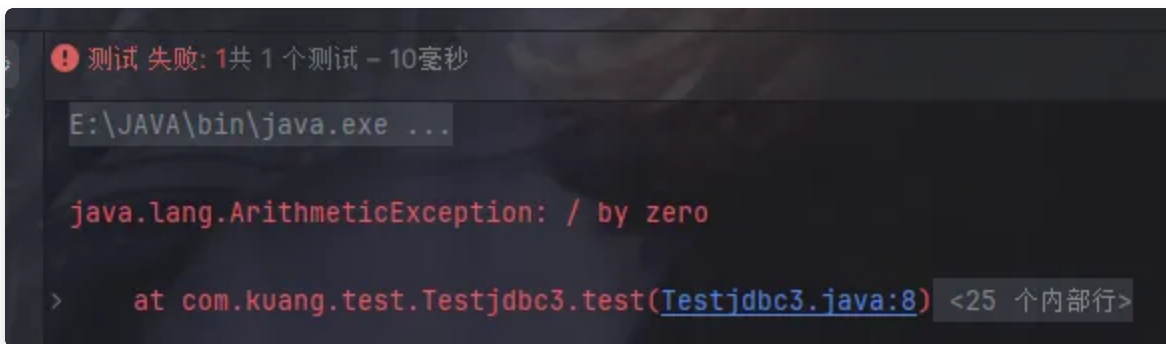 测试 失败: 1共 1 个测试 – 10毫秒
E:\JAVA\bin\java.exe ...
java.lang.ArithmeticException: / by zero
at com.kuang.test.Testjdbc3.test(Testjdbc3.java:8) <25 个内部行>